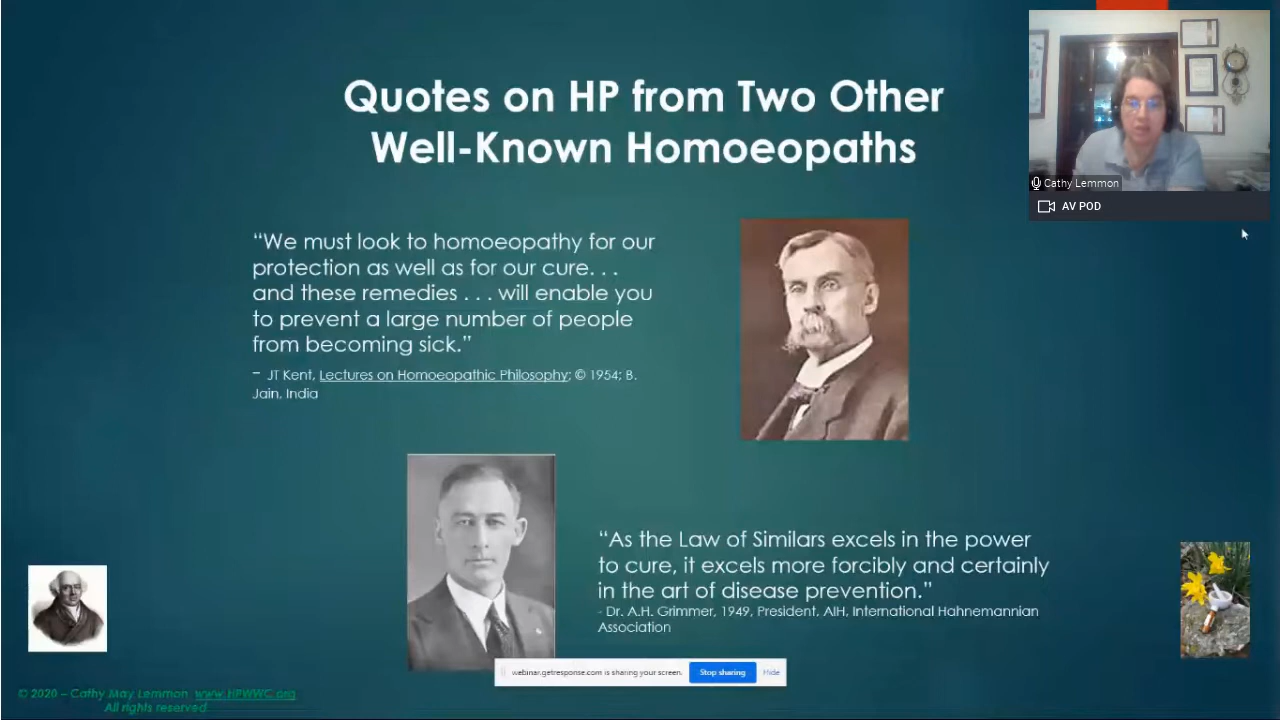 Quotes on HP from Two Other
Well-Known Homoeopaths
Cathy Lemmon
AV POD
“We must look to homoeopathy for our
protection as well as for our cure. . .
and these remedies . . . will enable you
to prevent a large number of people
from becoming sick.”
– JT Kent, Lectures on Homoeopathic Philosophy; © 1954; B.
Jain, India
“As the Law of Similars excels in the power
to cure, it excels more forcibly and certainly
in the art of disease prevention.”
- Dr. A.H. Grimmer, 1949, President, AIH, International Hahnemannian
Association
webinar.getresponse.com is sharing your screen.
Stop sharing
Hide
© 2020 – Cathy May Lemmon www.HPWWC.org
All rights reserved